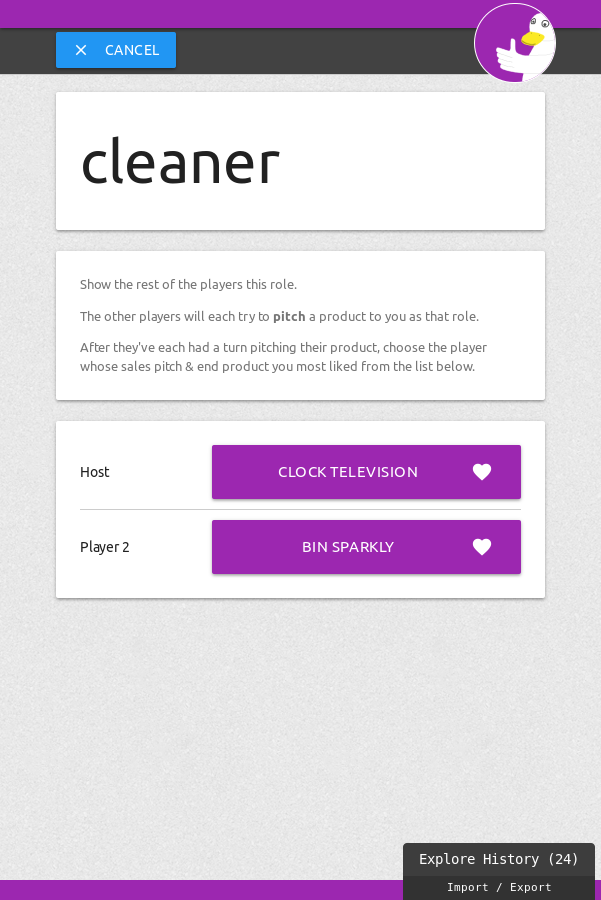 CANCEL
cleaner
Show the rest of the players this role.
The other players will each try to pitch a product to you as that role.
After they've each had a turn pitching their product, choose the player
whose sales pitch & end product you most liked from the list below.
Host
CLOCK TELEVISION
Player 2
BIN SPARKLY
Explore History (24)
Import / Export